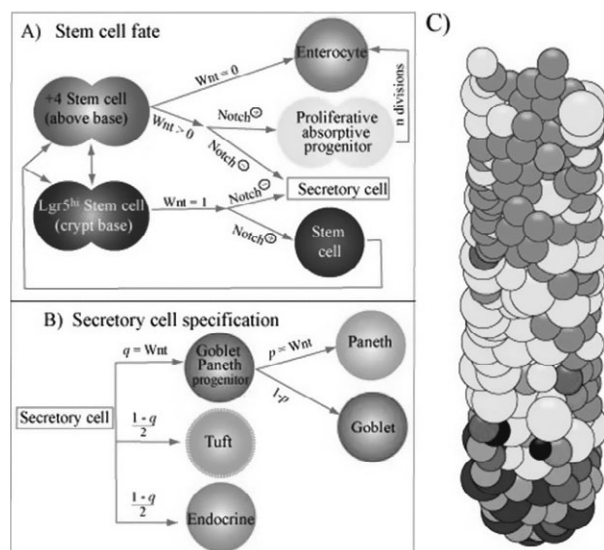 A) Stem cell fate
+4 Stem cell
(above base)
Wnt = 0
Enterocyte
Wnt > 0
Notch⊕
Proliferative
absorptive
progenitor
n divisions
Notch⊖
Secretory cell
Lgr5ʰⁱ Stem cell
(crypt base)
Wnt = 1
Notch⊖
Notch⊕
Stem
cell
B) Secretory cell specification
q = Wnt
Goblet
Paneth
progenitor
p = Wnt
Paneth
1-p
Goblet
Secretory cell
1 - q
2
Tuft
1 - q
2
Endocrine
C)